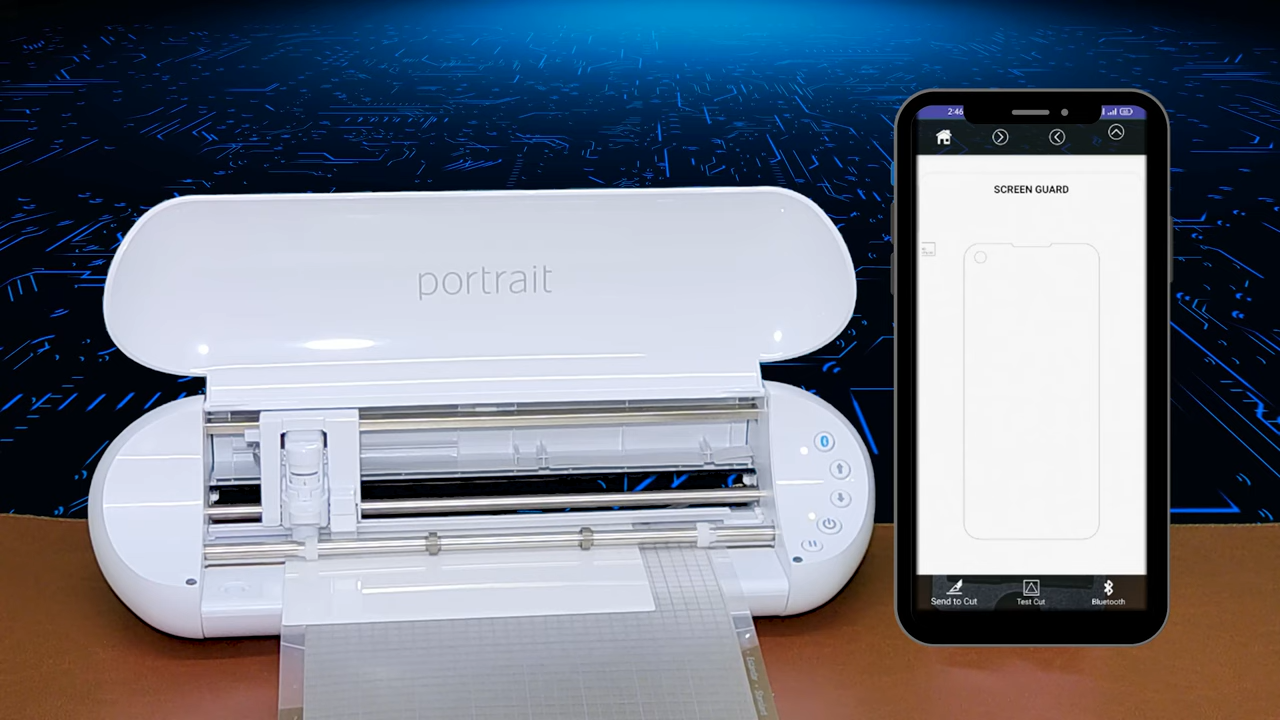 portrait
2:46
SCREEN GUARD
Send to Cut
Test Cut
Bluetooth